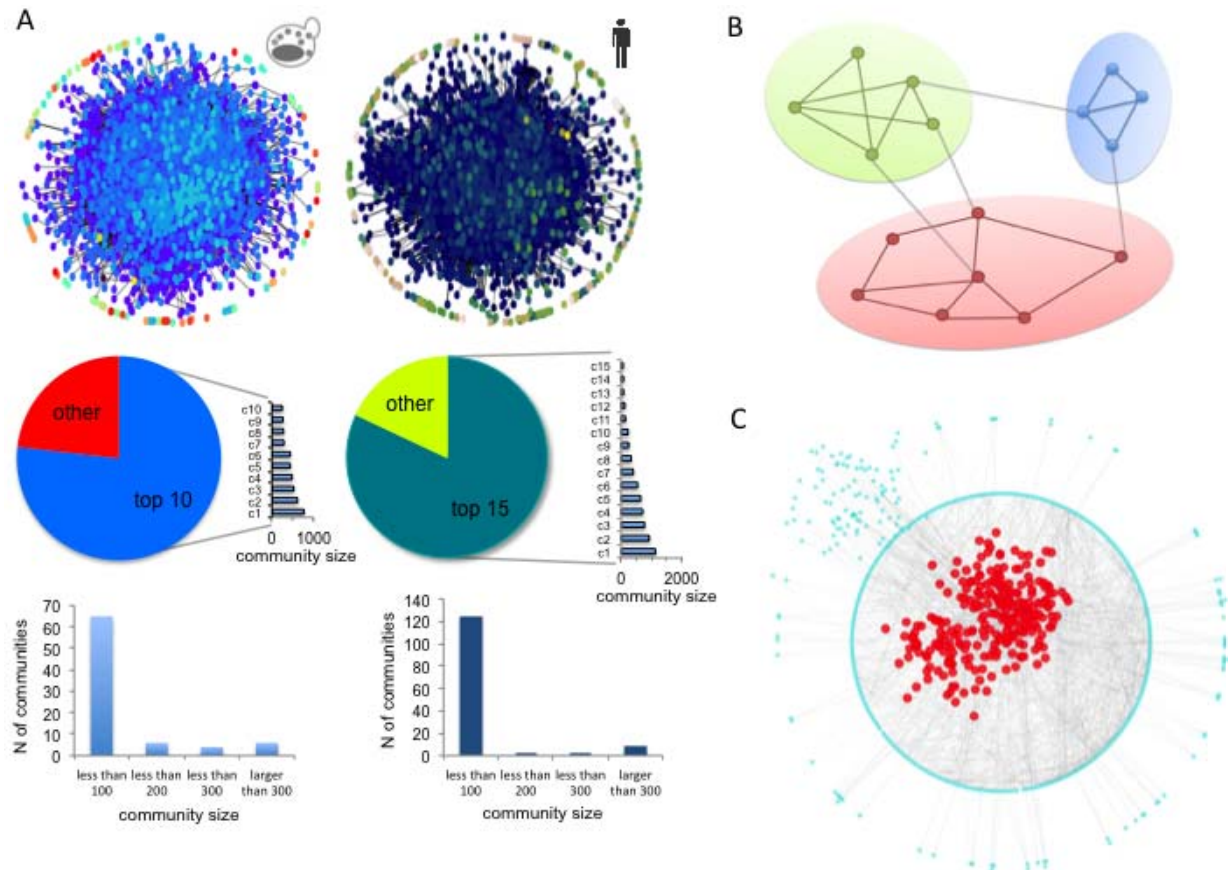 A
B
other
top 10
c10
c9
c8
c7
c6
c5
c4
c3
c2
c1
0 1000
community size
other
top 15
c15
c14
c13
c12
c11
c10
c9
c8
c7
c6
c5
c4
c3
c2
c1
0 2000
community size
C
N of communities
70
60
50
40
30
20
10
0
less than 100
less than 200
less than 300
larger than 300
community size
N of communities
140
120
100
80
60
40
20
0
less than 100
less than 200
less than 300
larger than 300
community size